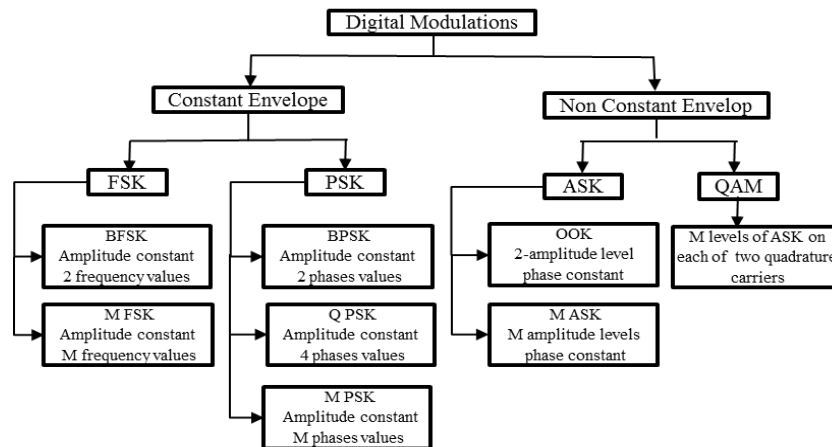 Digital Modulations
Constant Envelope
Non Constant Envelop
FSK
PSK
ASK
QAM
BFSK
Amplitude constant
2 frequency values
M FSK
Amplitude constant
M frequency values
BPSK
Amplitude constant
2 phases values
Q PSK
Amplitude constant
4 phases values
M PSK
Amplitude constant
M phases values
OOK
2-amplitude level
phase constant
M ASK
M amplitude levels
phase constant
M levels of ASK on
each of two quadrature
carriers